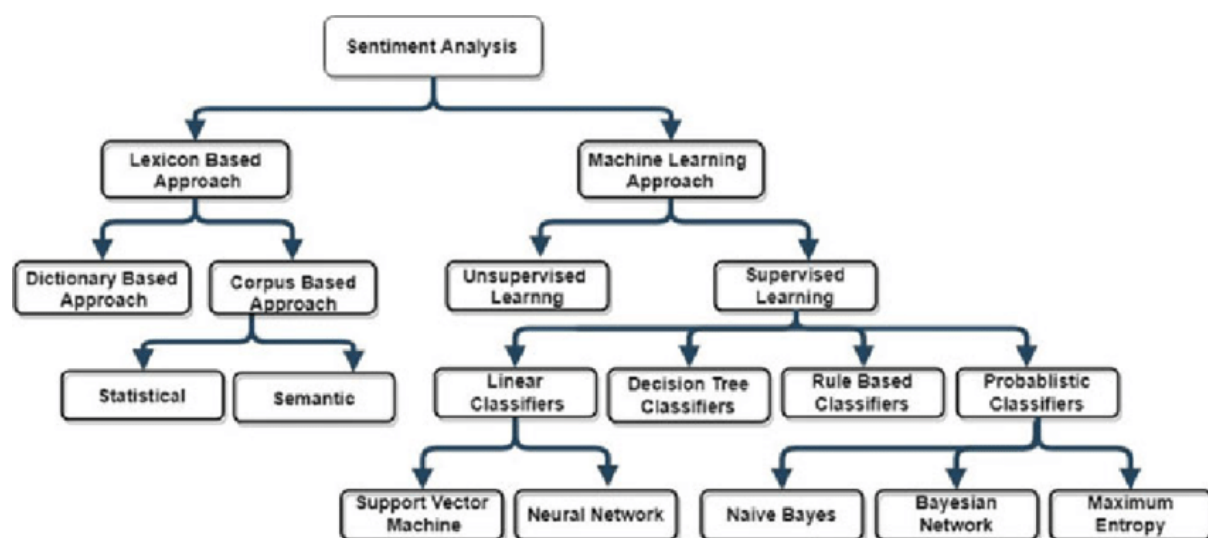 Sentiment Analysis
Lexicon Based
Approach
Machine Learning
Approach
Dictionary Based
Approach
Corpus Based
Approach
Unsupervised
Learnng
Supervised
Learning
Statistical
Semantic
Linear
Classifiers
Decision Tree
Classifiers
Rule Based
Classifiers
Probablistic
Classifiers
Support Vector
Machine
Neural Network
Naive Bayes
Bayesian
Network
Maximum
Entropy